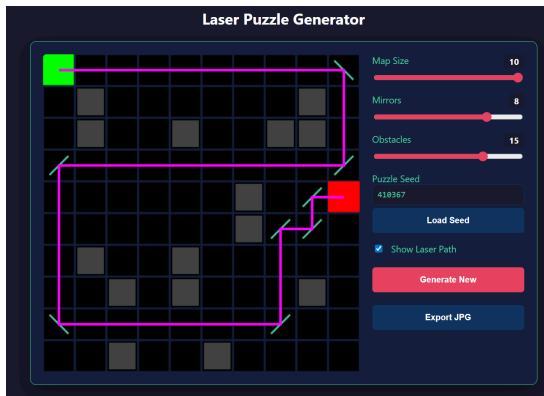 Laser Puzzle Generator
Map Size 10
Mirrors 8
Obstacles 15
Puzzle Seed
410367
Load Seed
Show Laser Path
Generate New
Export JPG